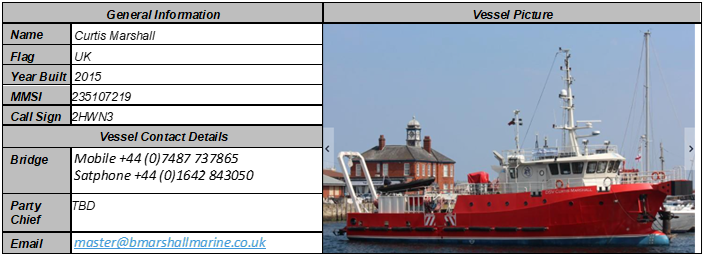 General Information
Vessel Picture
Name Curtis Marshall
Flag UK
Year Built 2015
MMSI 235107219
Call Sign 2HWN3
Vessel Contact Details
Bridge Mobile +44 (0)7487 737865
Satphone +44 (0)1642 843050
Party Chief TBD
Email master@bmarshallmarine.co.uk